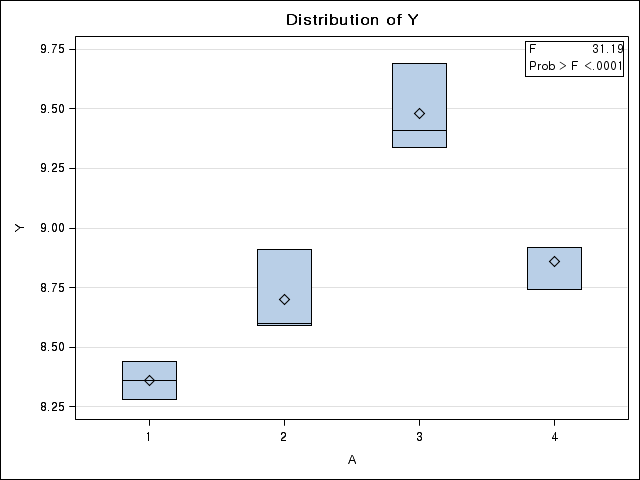 Distribution of Y
F 31.19
Prob > F <.0001
9.75
9.50
9.25
9.00
8.75
8.50
8.25
Y
1 2 3 4
A